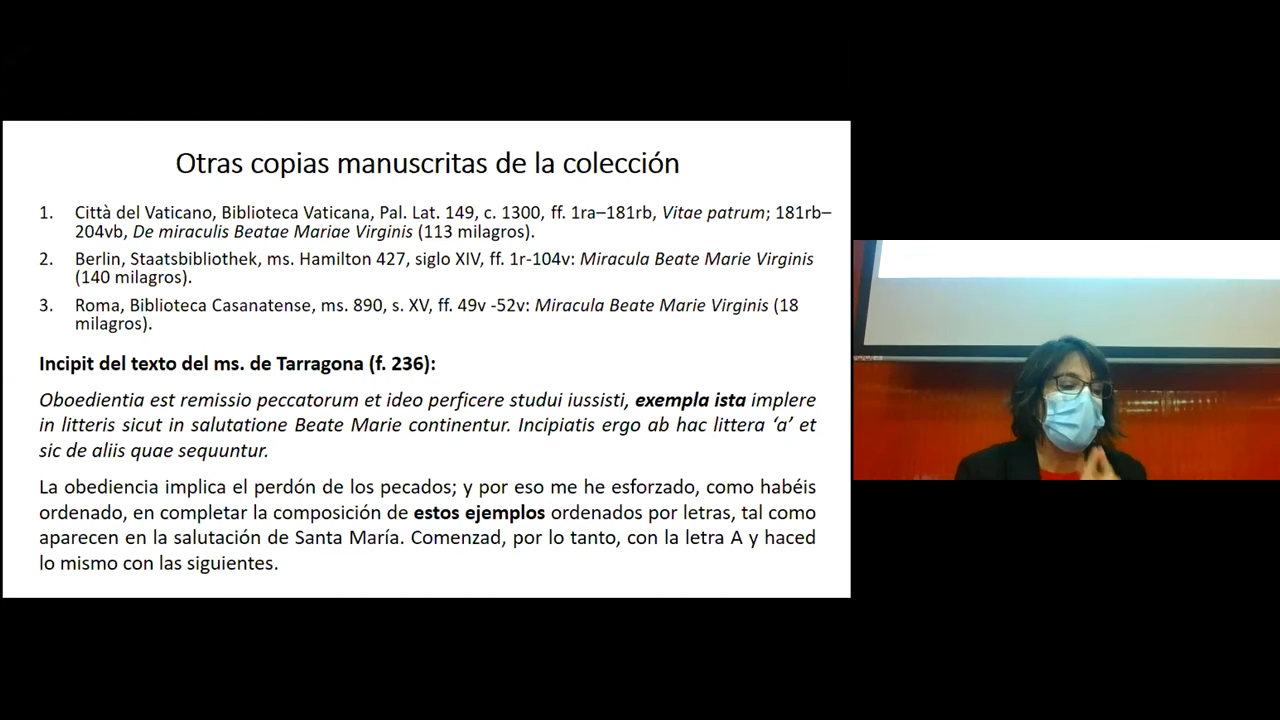 Otras copias manuscritas de la colección
1. Città del Vaticano, Biblioteca Vaticana, Pal. Lat. 149, c. 1300, ff. 1ra–181rb, Vitae patrum; 181rb–
204vb, De miraculis Beatae Mariae Virginis (113 milagros).
2. Berlin, Staatsbibliothek, ms. Hamilton 427, siglo XIV, ff. 1r-104v: Miracula Beate Marie Virginis
(140 milagros).
3. Roma, Biblioteca Casanatense, ms. 890, s. XV, ff. 49v -52v: Miracula Beate Marie Virginis (18
milagros).
Incipit del texto del ms. de Tarragona (f. 236):
Oboedientia est remissio peccatorum et ideo perficere studui iussisti, exempla ista implere
in litteris sicut in salutatione Beate Marie continentur. Incipiatis ergo ab hac littera ‘a’ et
sic de aliis quae sequuntur.
La obediencia implica el perdón de los pecados; y por eso me he esforzado, como habéis
ordenado, en completar la composición de estos ejemplos ordenados por letras, tal como
aparecen en la salutación de Santa María. Comenzad, por lo tanto, con la letra A y haced
lo mismo con las siguientes.